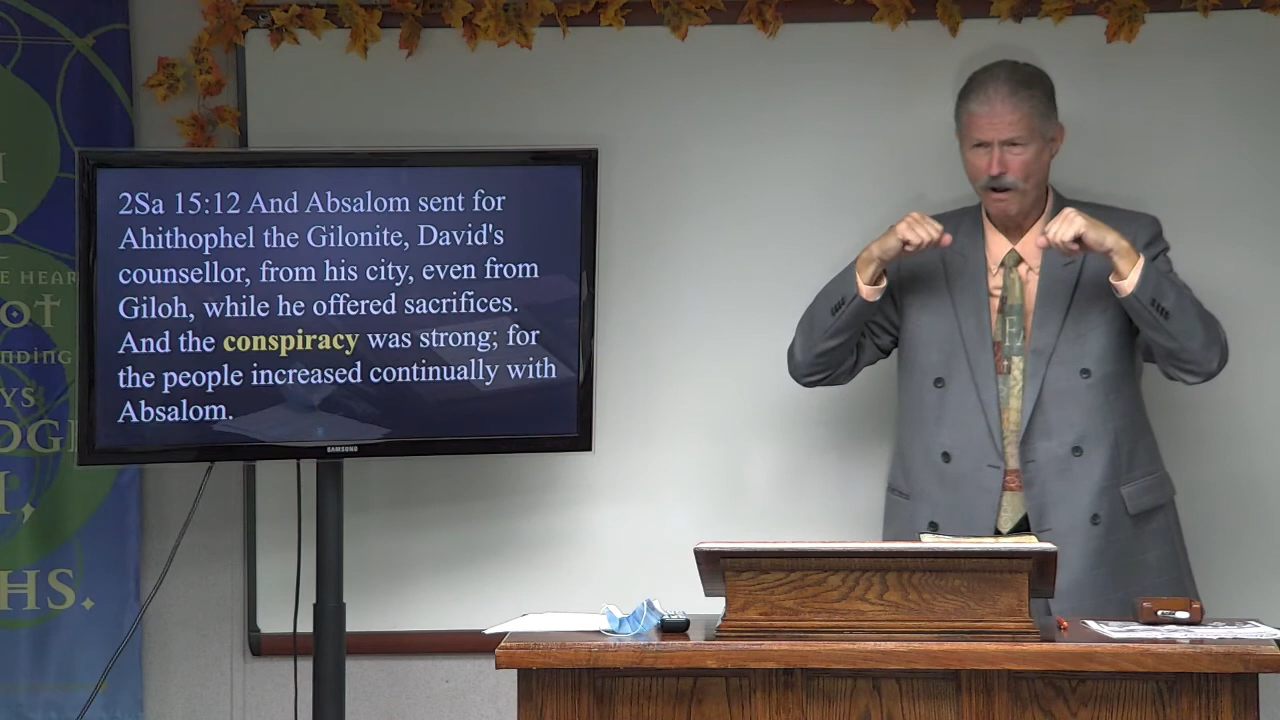 2Sa 15:12 And Absalom sent for
Ahithophel the Gilonite, David's
counsellor, from his city, even from
Giloh, while he offered sacrifices.
And the conspiracy was strong; for
the people increased continually with
Absalom.
SAMSUNG
HEAR